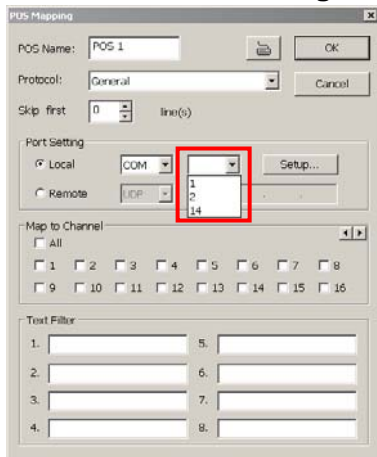 POS Mapping
POS Name: POS 1 OK
Protocol: General Cancel
Skip first 0 line(s)
Port Setting
Local COM Setup...
1
Remote UDP 2 . .
14
Map to Channel
All
1 2 3 4 5 6 7 8
9 10 11 12 13 14 15 16
Text Filter
1. 5.
2. 6.
3. 7.
4. 8.